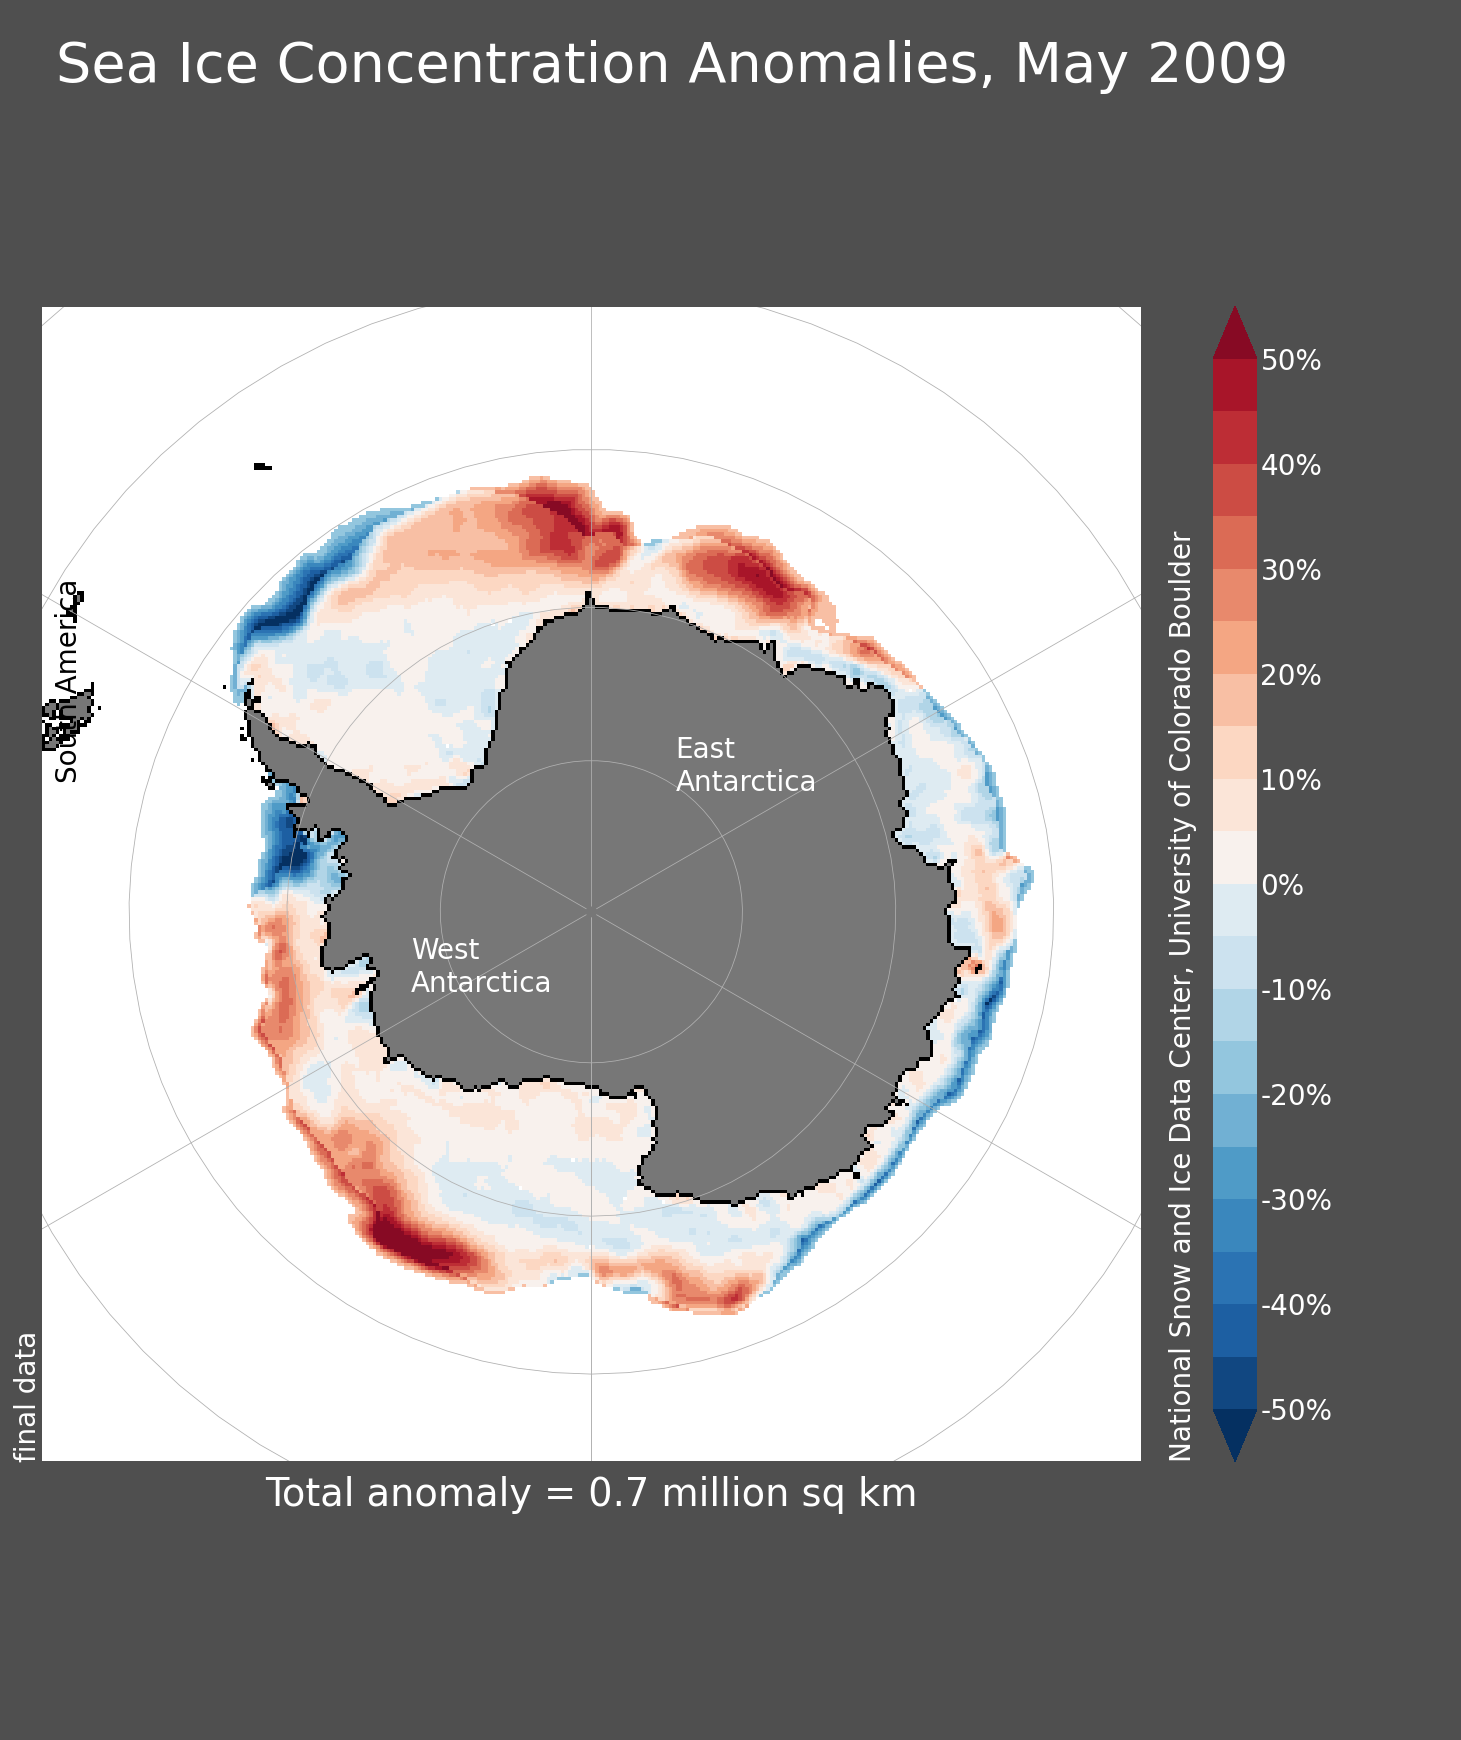 Sea Ice Concentration Anomalies, May 2009
South America
East
Antarctica
West
Antarctica
final data
National Snow and Ice Data Center, University of Colorado Boulder
50%
40%
30%
20%
10%
0%
-10%
-20%
-30%
-40%
-50%
Total anomaly = 0.7 million sq km